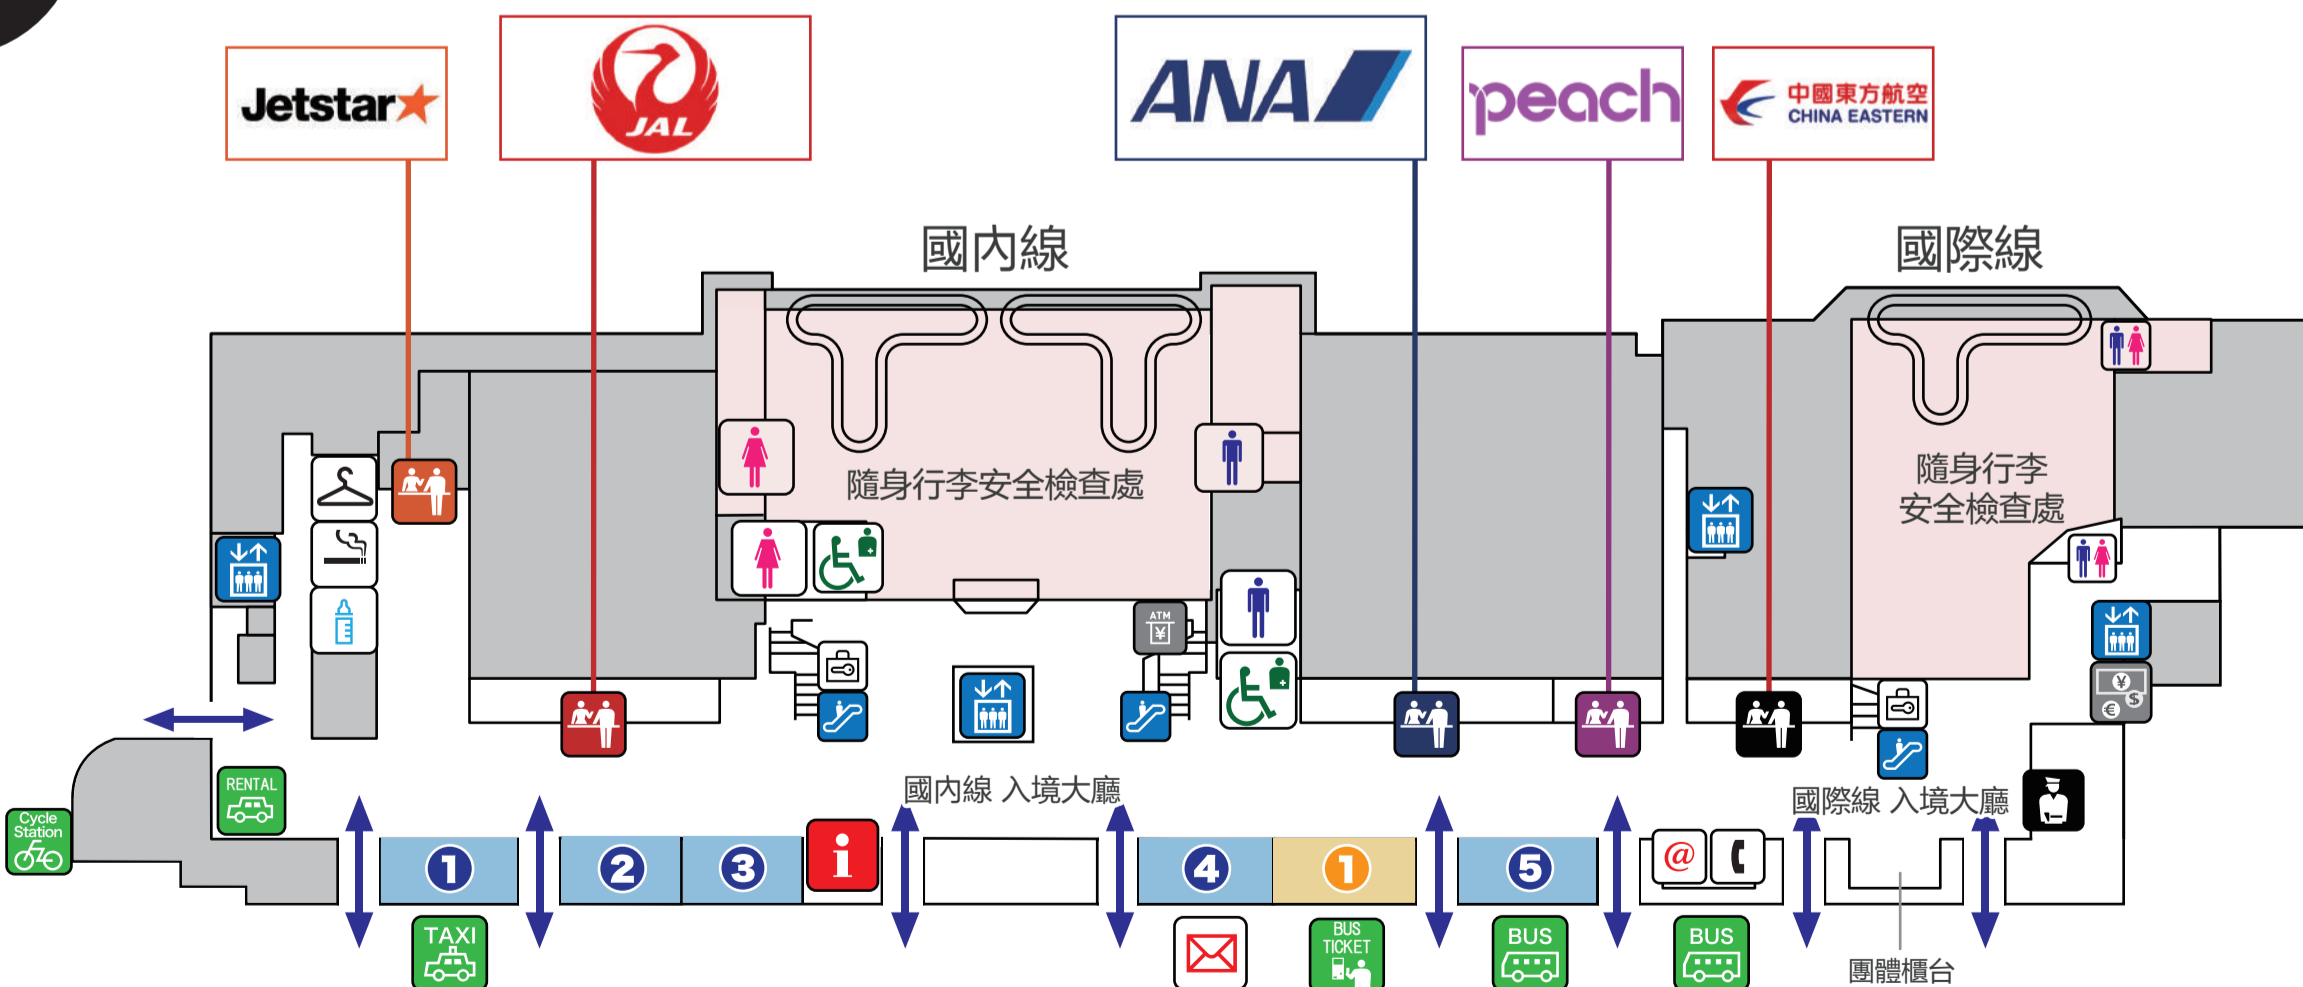 Jetstar
JAL
ANA
peach
中國東方航空
CHINA EASTERN
國內線
國際線
隨身行李安全檢查處
隨身行李
安全檢查處
ATM
¥
¥
$
€
國內線 入境大廳
國際線 入境大廳
RENTAL
Cycle
Station
1
2
3
i
4
1
5
@
TAXI
BUS
TICKET
BUS
BUS
團體櫃台